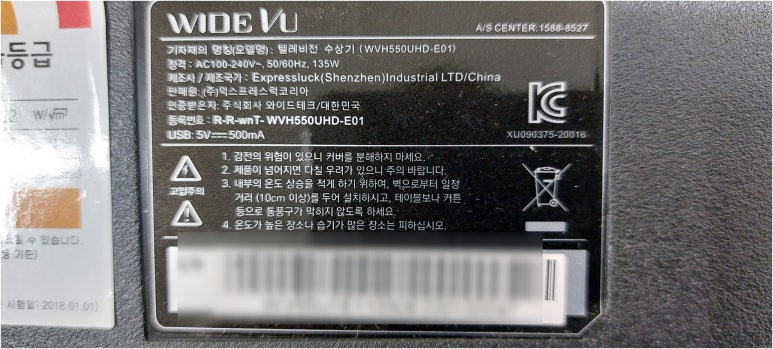 등급
W/√m²
시행일: 2018.01.01)
WIDE VU
A/S CENTER: 1588-8527
기자재의 명칭(모델명) : 텔레비전 수상기 (WVH550UHD-E01)
정격 : AC100-240V~, 50/60Hz, 135W
제조사 / 제조국가 : Expressluck(Shenzhen)Industrial LTD/China
판매원: (주)익스프레스럭코리아
인증받은자: 주식회사 와이드테크/대한민국
등록번호 : R-R-wnT- WVH550UHD-E01
USB: 5V⎓500mA
XU090375-20016
고압주의
1. 감전의 위험이 있으니 커버를 분해하지 마세요.
2. 제품이 넘어지면 다칠 우려가 있으니 주의 바랍니다.
3. 내부의 온도 상승을 적게 하기 위하여, 벽으로부터 일정
거리 (10cm 이상)를 두어 설치하시고, 테이블보나 커튼
등으로 통풍구가 막히지 않도록 하세요.
4. 온도가 높은 장소나 습기가 많은 장소는 피하십시오.